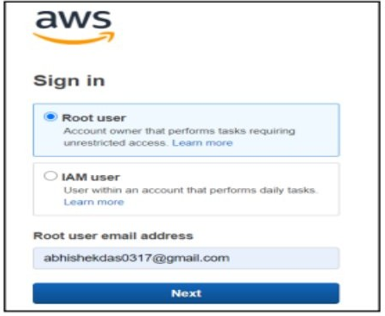 aws
Sign in
Root user
Account owner that performs tasks requiring
unrestricted access. Learn more
IAM user
User within an account that performs daily tasks.
Learn more
Root user email address
abhishekdas0317@gmail.com
Next